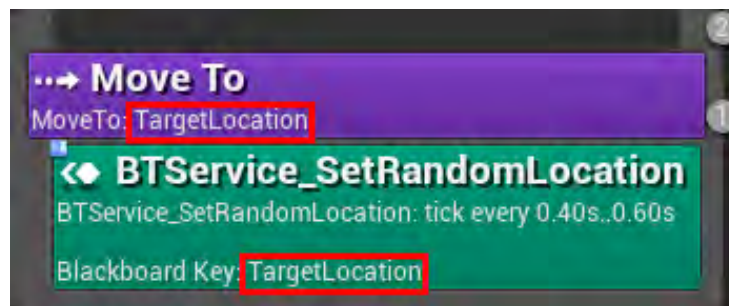 2
Move To
MoveTo: TargetLocation
1
BTService_SetRandomLocation
BTService_SetRandomLocation: tick every 0.40s..0.60s
Blackboard Key: TargetLocation